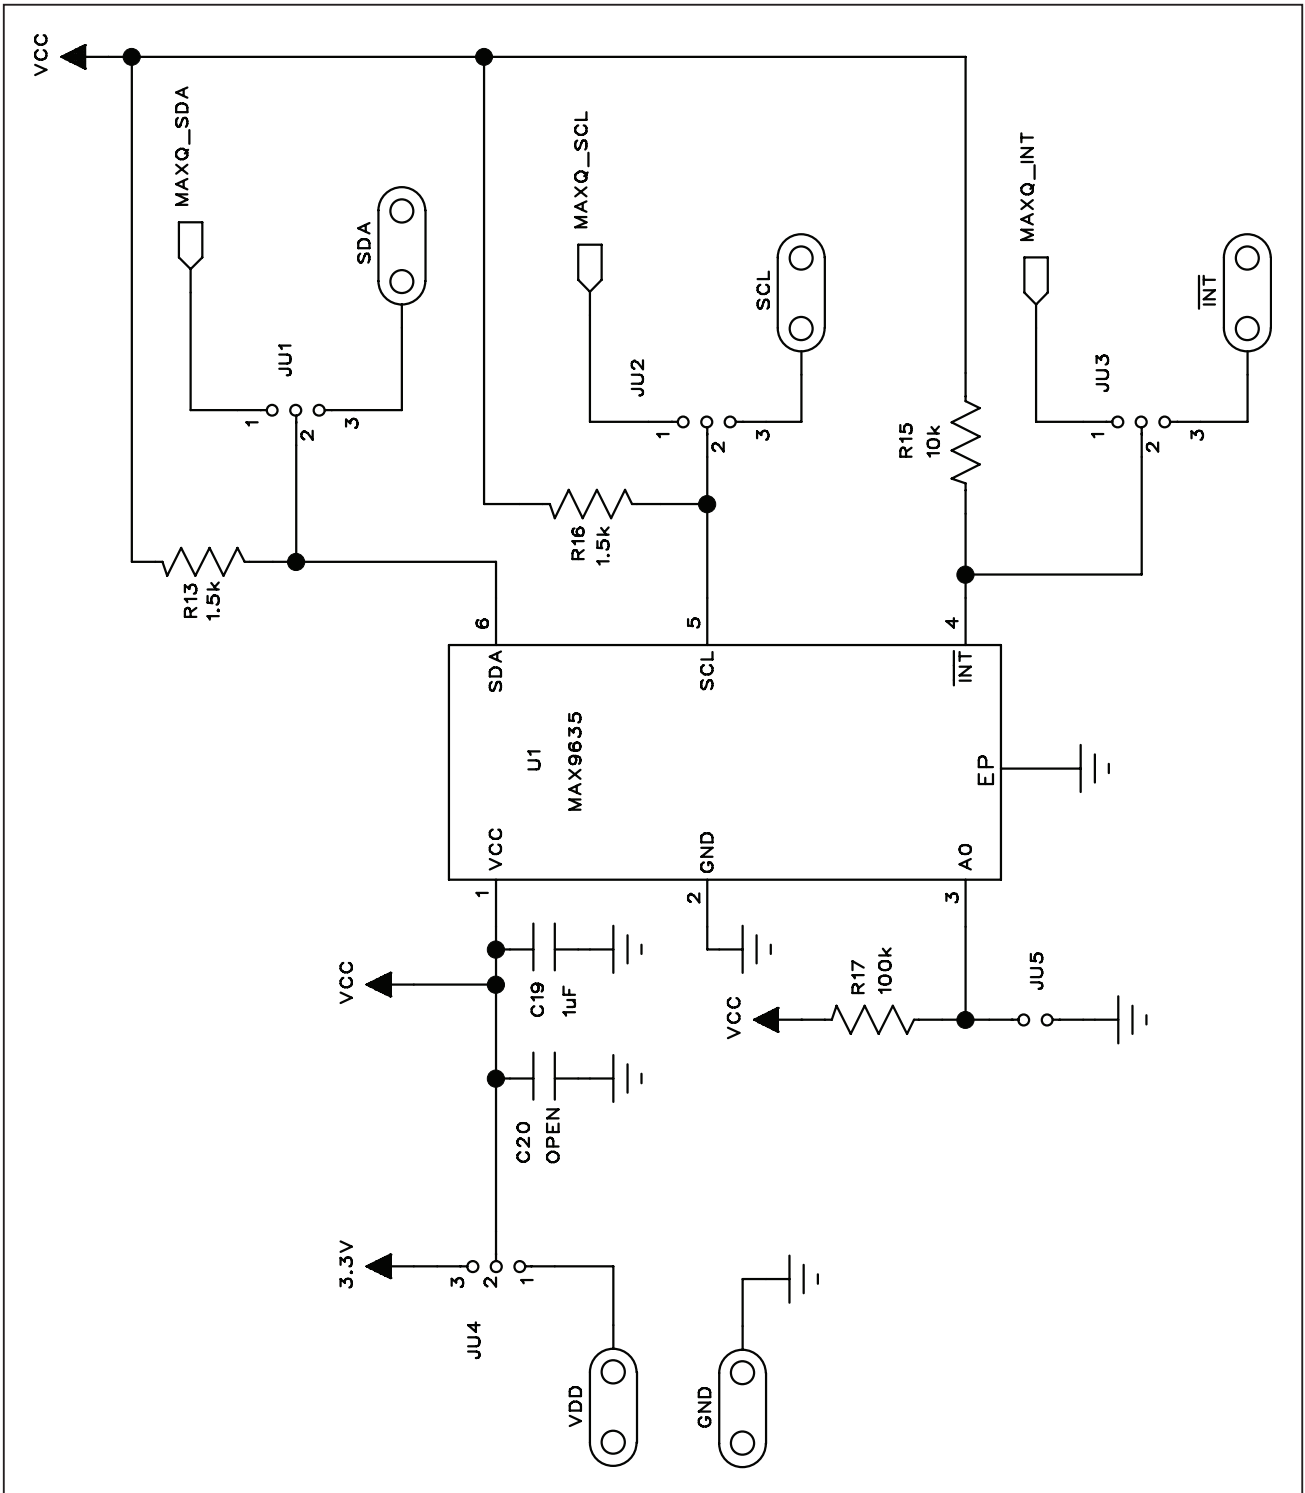 VCC
MAXQ_SDA
SDA
JU1
1
2
3
R13
1.5k
MAXQ_SCL
SCL
JU2
1
2
3
R16
1.5k
MAXQ_INT
INT
JU3
1
2
3
R15
10k
6
5
4
SDA
SCL
INT
U1
MAX9635
EP
VCC
GND
A0
1
2
3
VCC
C19
1uF
C20
OPEN
VCC
R17
100k
JU5
3.3V
3
2
1
JU4
VDD
GND